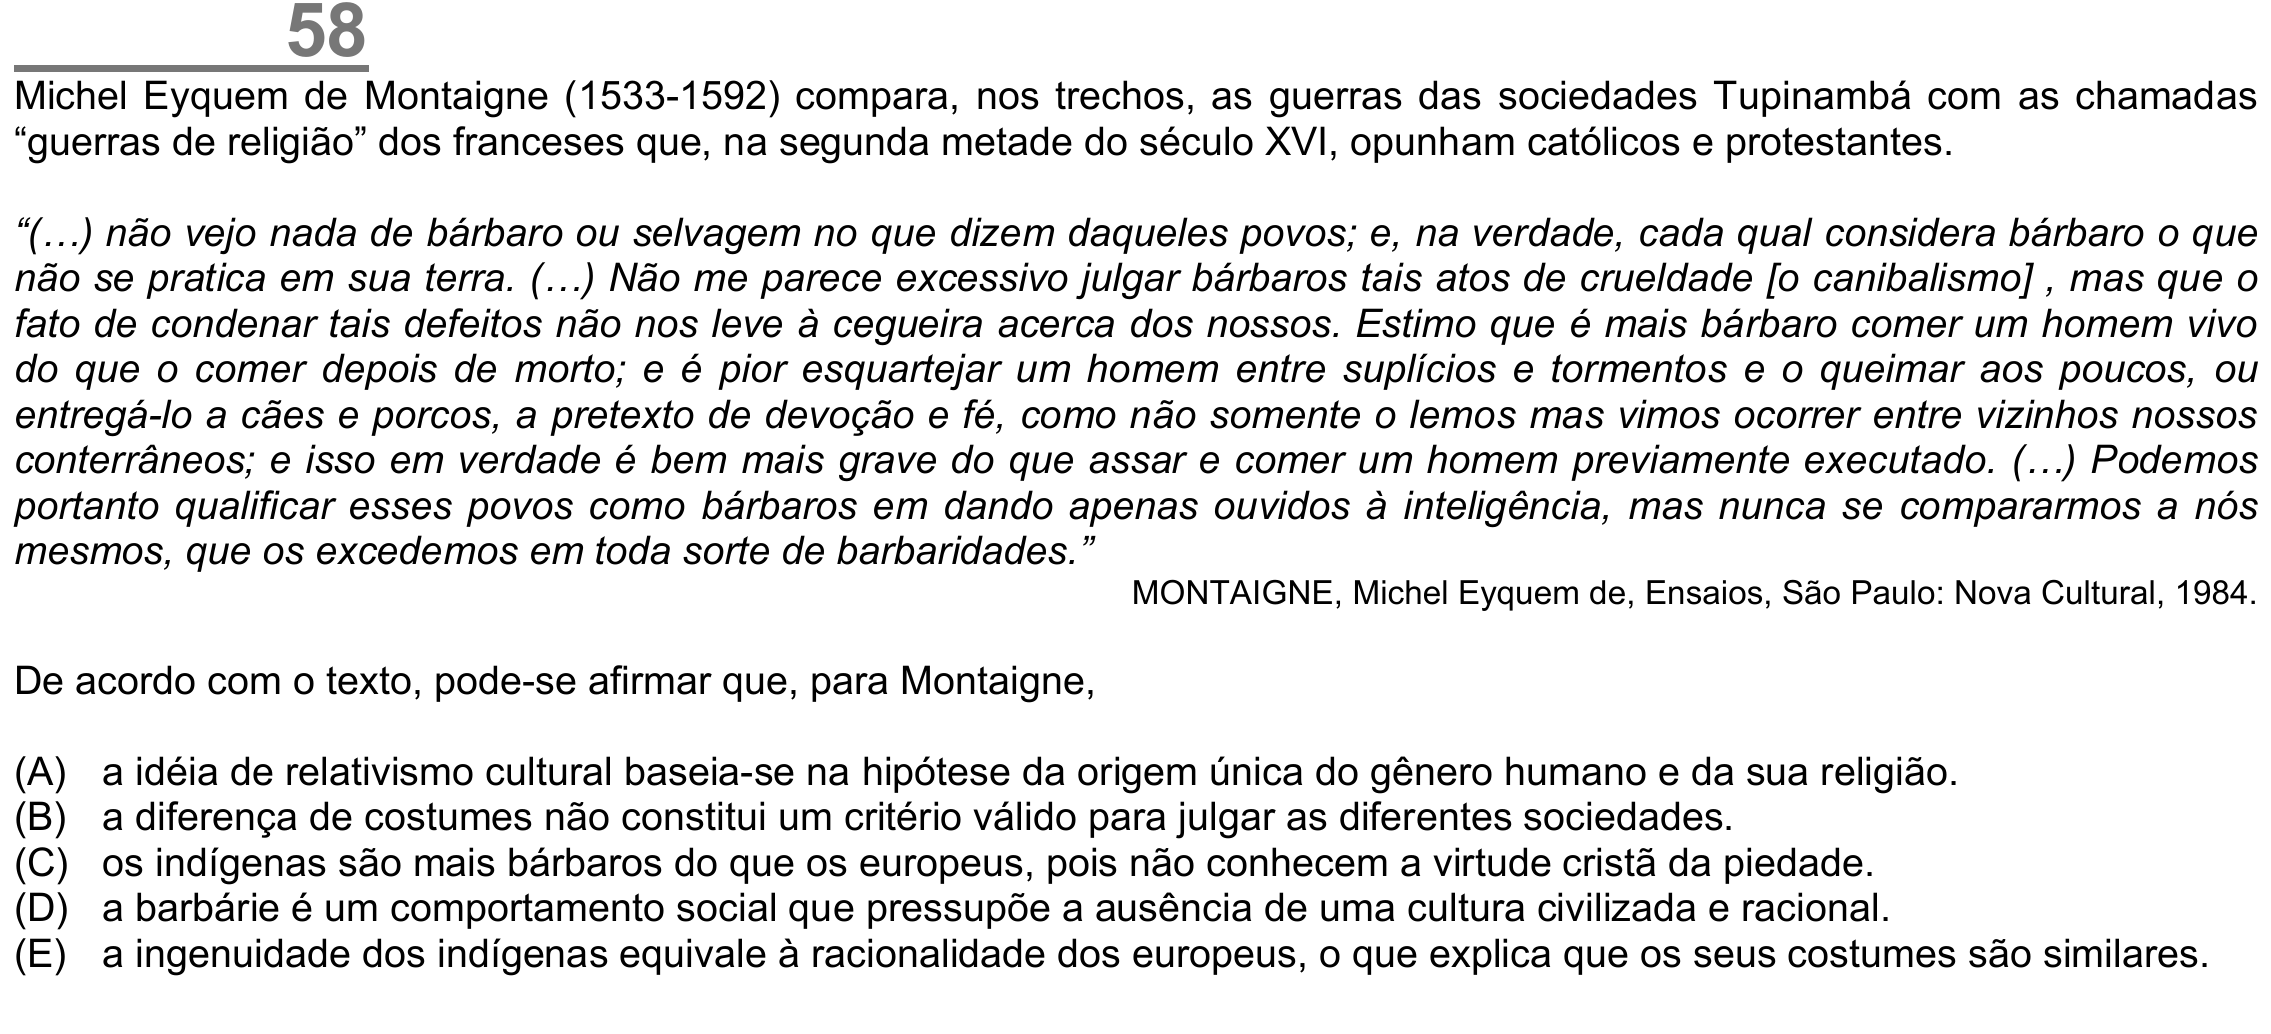 58
Michel Eyquem de Montaigne (1533-1592) compara, nos trechos, as guerras das sociedades Tupinambá com as chamadas
“guerras de religião” dos franceses que, na segunda metade do século XVI, opunham católicos e protestantes.
“(…) não vejo nada de bárbaro ou selvagem no que dizem daqueles povos; e, na verdade, cada qual considera bárbaro o que
não se pratica em sua terra. (…) Não me parece excessivo julgar bárbaros tais atos de crueldade [o canibalismo] , mas que o
fato de condenar tais defeitos não nos leve à cegueira acerca dos nossos. Estimo que é mais bárbaro comer um homem vivo
do que o comer depois de morto; e é pior esquartejar um homem entre suplícios e tormentos e o queimar aos poucos, ou
entregá-lo a cães e porcos, a pretexto de devoção e fé, como não somente o lemos mas vimos ocorrer entre vizinhos nossos
conterrâneos; e isso em verdade é bem mais grave do que assar e comer um homem previamente executado. (…) Podemos
portanto qualificar esses povos como bárbaros em dando apenas ouvidos à inteligência, mas nunca se compararmos a nós
mesmos, que os excedemos em toda sorte de barbaridades.”
MONTAIGNE, Michel Eyquem de, Ensaios, São Paulo: Nova Cultural, 1984.
De acordo com o texto, pode-se afirmar que, para Montaigne,
(A) a idéia de relativismo cultural baseia-se na hipótese da origem única do gênero humano e da sua religião.
(B) a diferença de costumes não constitui um critério válido para julgar as diferentes sociedades.
(C) os indígenas são mais bárbaros do que os europeus, pois não conhecem a virtude cristã da piedade.
(D) a barbárie é um comportamento social que pressupõe a ausência de uma cultura civilizada e racional.
(E) a ingenuidade dos indígenas equivale à racionalidade dos europeus, o que explica que os seus costumes são similares.